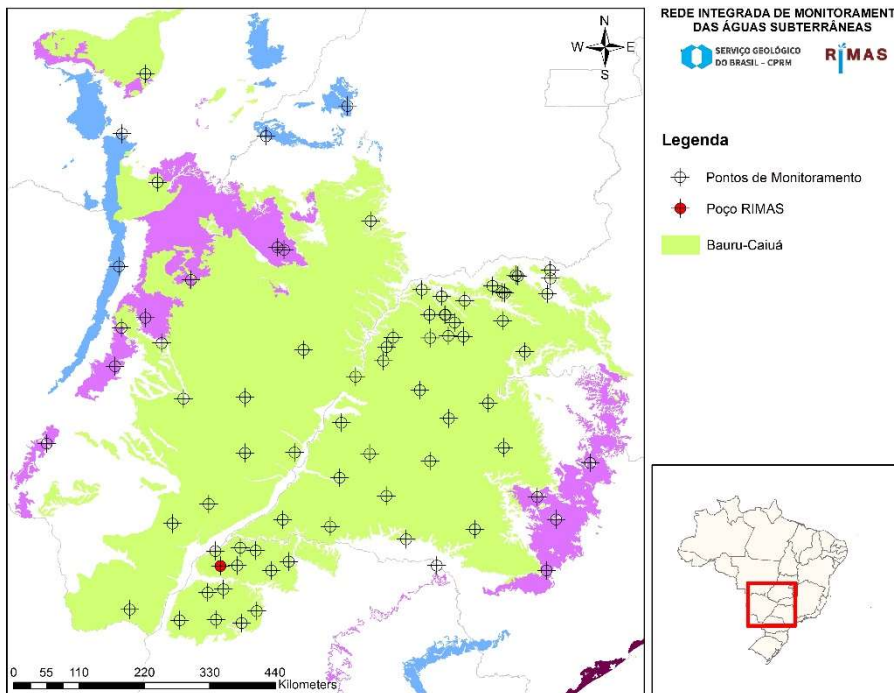 REDE INTEGRADA DE MONITORAMENT
DAS ÁGUAS SUBTERRÂNEAS
SERVIÇO GEOLÓGICO
DO BRASIL – CPRM
RIMAS
N
W E
S
Legenda
Pontos de Monitoramento
Poço RIMAS
Bauru-Caiuá
0 55 110 220 330 440
Kilometers